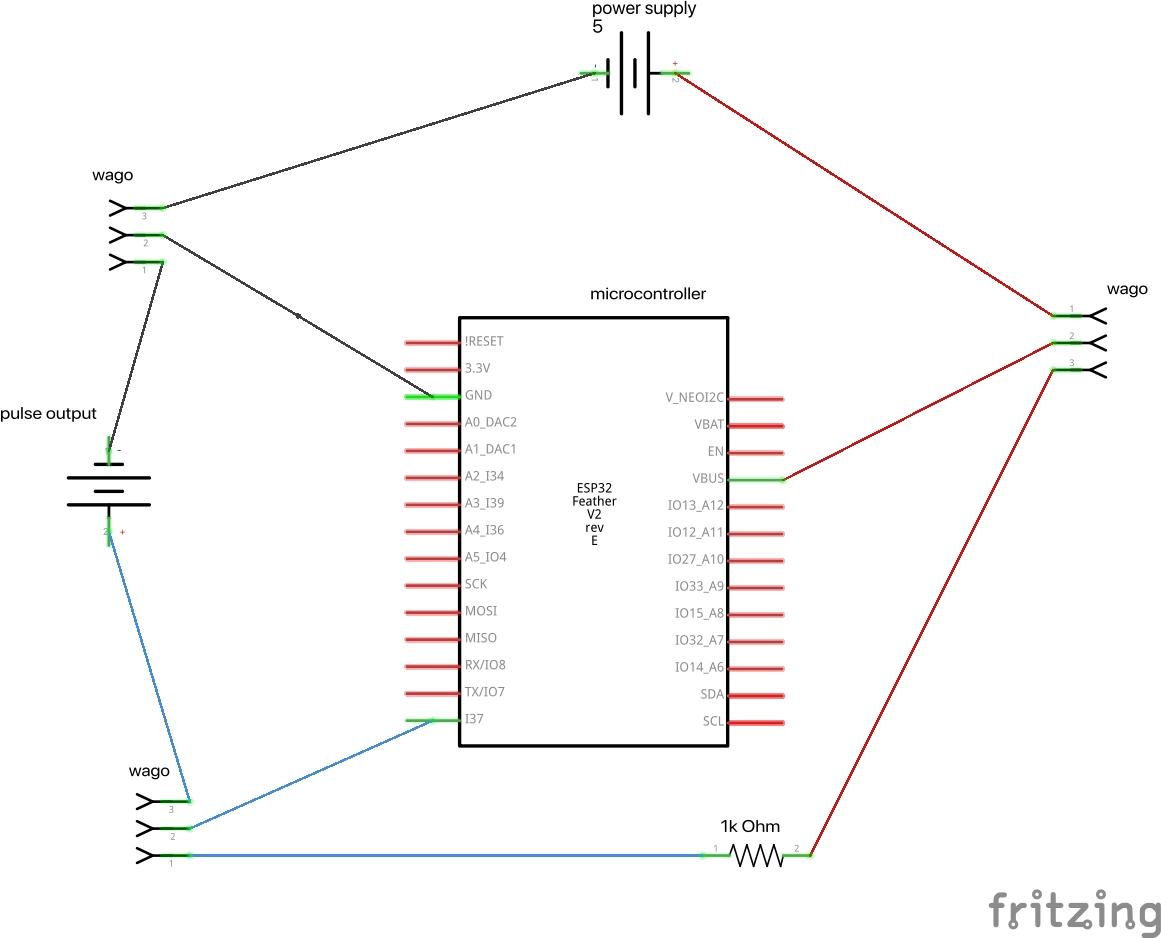 power supply
5
-
1
+
2
wago
3
2
1
wago
1
2
3
microcontroller
!RESET
3.3V
GND
A0_DAC2
A1_DAC1
A2_I34
A3_I39
A4_I36
A5_IO4
SCK
MOSI
MISO
RX/IO8
TX/IO7
I37
ESP32
Feather
V2
rev
E
V_NEOI2C
VBAT
EN
VBUS
IO13_A12
IO12_A11
IO27_A10
IO33_A9
IO15_A8
IO32_A7
IO14_A6
SDA
SCL
pulse output
-
2
+
wago
3
2
1
1k Ohm
1
2
fritzing